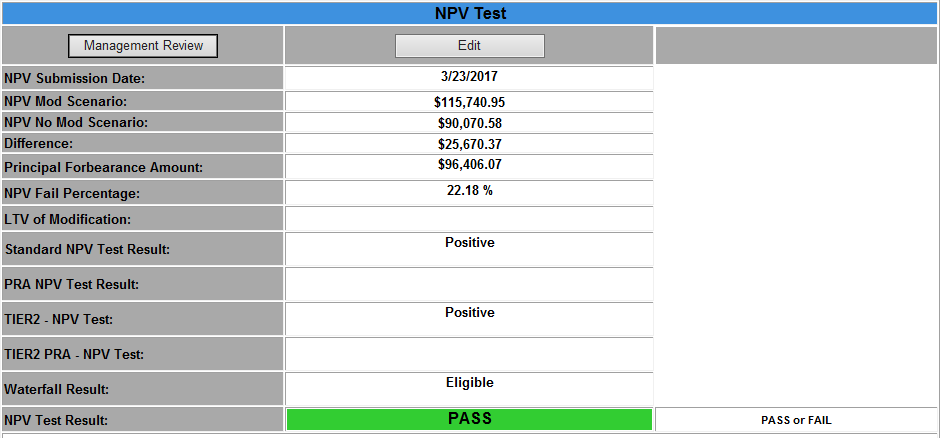 NPV Test
Management Review Edit
NPV Submission Date: 3/23/2017
NPV Mod Scenario: $115,740.95
NPV No Mod Scenario: $90,070.58
Difference: $25,670.37
Principal Forbearance Amount: $96,406.07
NPV Fail Percentage: 22.18 %
LTV of Modification:
Standard NPV Test Result: Positive
PRA NPV Test Result:
TIER2 - NPV Test: Positive
TIER2 PRA - NPV Test:
Waterfall Result: Eligible
NPV Test Result: PASS PASS or FAIL